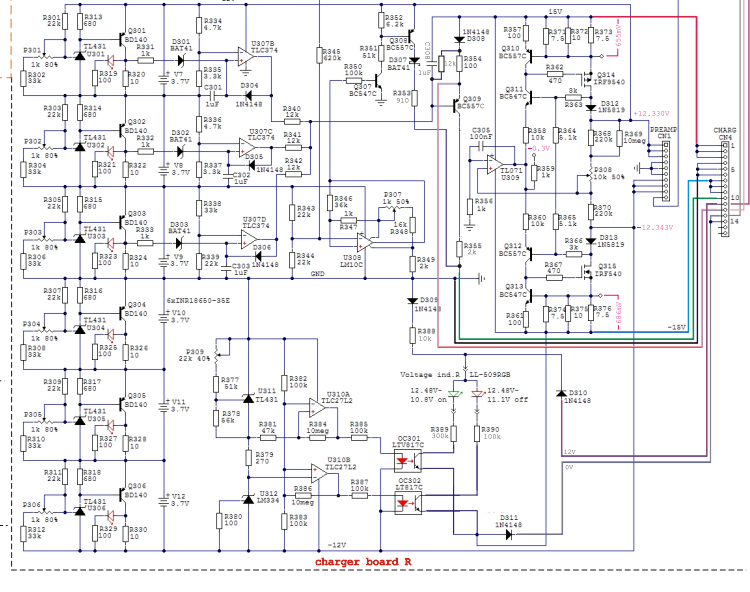 15V
R301 22k
R313 680
Q301 BD140
P301 1k 80%
TL431 U301
R331 1k
D301 BAT41
R334 4.7k
U307B TLC374
R302 33k
R319 100
R320 10
V7 3.7V
R335 3.3k
C301 1uF
D304 1N4148
R303 22k
R314 680
Q302 BD140
P302 1k 80%
TL431 U302
R332 1k
D302 BAT41
R336 4.7k
U307C TLC374
R304 33k
R321 100
R322 10
V8 3.7V
R337 3.3k
D305 1N4148
C302 1uF
R340 12k
R341 12k
R342 12k
R305 22k
R315 680
Q303 BD140
P303 1k 80%
TL431 U303
R333 1k
D303 BAT41
R338 33k
U307D TLC374
D306 1N4148
R306 33k
R323 100
R324 10
V9 3.7V
R339 22k
C303 1uF
R343 22k
R344 22k
GND
R307 22k
R316 680
6xINR18650-35E
Q304 BD140
V10 3.7V
P304 1k 80%
TL431 U304
R308 33k
R325 100
R326 10
R309 22k
R317 680
Q305 BD140
V11 3.7V
P305 1k 80%
TL431 U305
R310 33k
R327 100
R328 10
R311 22k
R318 680
Q306 BD140
V12 3.7V
P306 1k 80%
TL431 U306
R312 33k
R329 100
R330 10
-12V
R345 620k
R350 100k
R351 51k
R352 6.2k
Q308 BC557C
Q307 BC547C
D307 BAT41
R353 910
1uF
12k
1N4148 D308
R354 100
Q309 BC557C
R346 36k
1k R347
P307 1k 50%
16k R348
U308 LM10C
R349 2k
R355 2k
R356 1k
C305 100nF
TL071 U309
-0.3V
R359 1k
R357 100
Q310 BC557C
Q311 BC547C
R358 10k
R360 10k
Q312 BC557C
Q313 BC547C
R361 100
R362 470
3k R363
R364 5.1k
R365 5.1k
R366 3k
R367 470
R371 7.5
R372 10
R373 7.5
655mV
Q314 IRF9540
D312 1N5819
+12.330V
R368 220k
R369 10meg
P308 10k 50%
R370 220k
D313 1N5819
-12.343V
Q315 IRF540
R374 7.5
R375 10
R376 7.5
686mV
-15V
PREAMP CN1
CHARG CN4
1
5
10
14
D309 1N4148
R388 10k
P309 22k 40%
R377 51k
R378 56k
U311 TL431
R379 270
R380 100
U312 LM334
R381 47k
R382 100k
R383 100k
U310A TLC27L2
R384 10meg
R385 100k
U310B TLC27L2
R386 10meg
R387 100k
OC301 LTV817C
OC302 LT817C
Voltage ind.R
LL-509RGB
12.48V- 10.8V on
12.48V- 11.1V off
R389 300k
R390 100k
D310 1N4148
D311 1N4148
12V
0V
charger board R